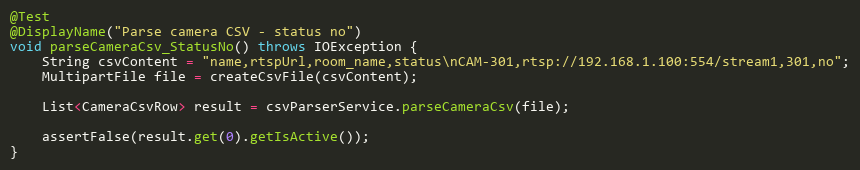 @Test
@DisplayName("Parse camera CSV - status no")
void parseCameraCsv_StatusNo() throws IOException {
    String csvContent = "name,rtspUrl,room_name,status\nCAM-301,rtsp://192.168.1.100:554/stream1,301,no";
    MultipartFile file = createCsvFile(csvContent);

    List<CameraCsvRow> result = csvParserService.parseCameraCsv(file);

    assertFalse(result.get(0).getIsActive());
}